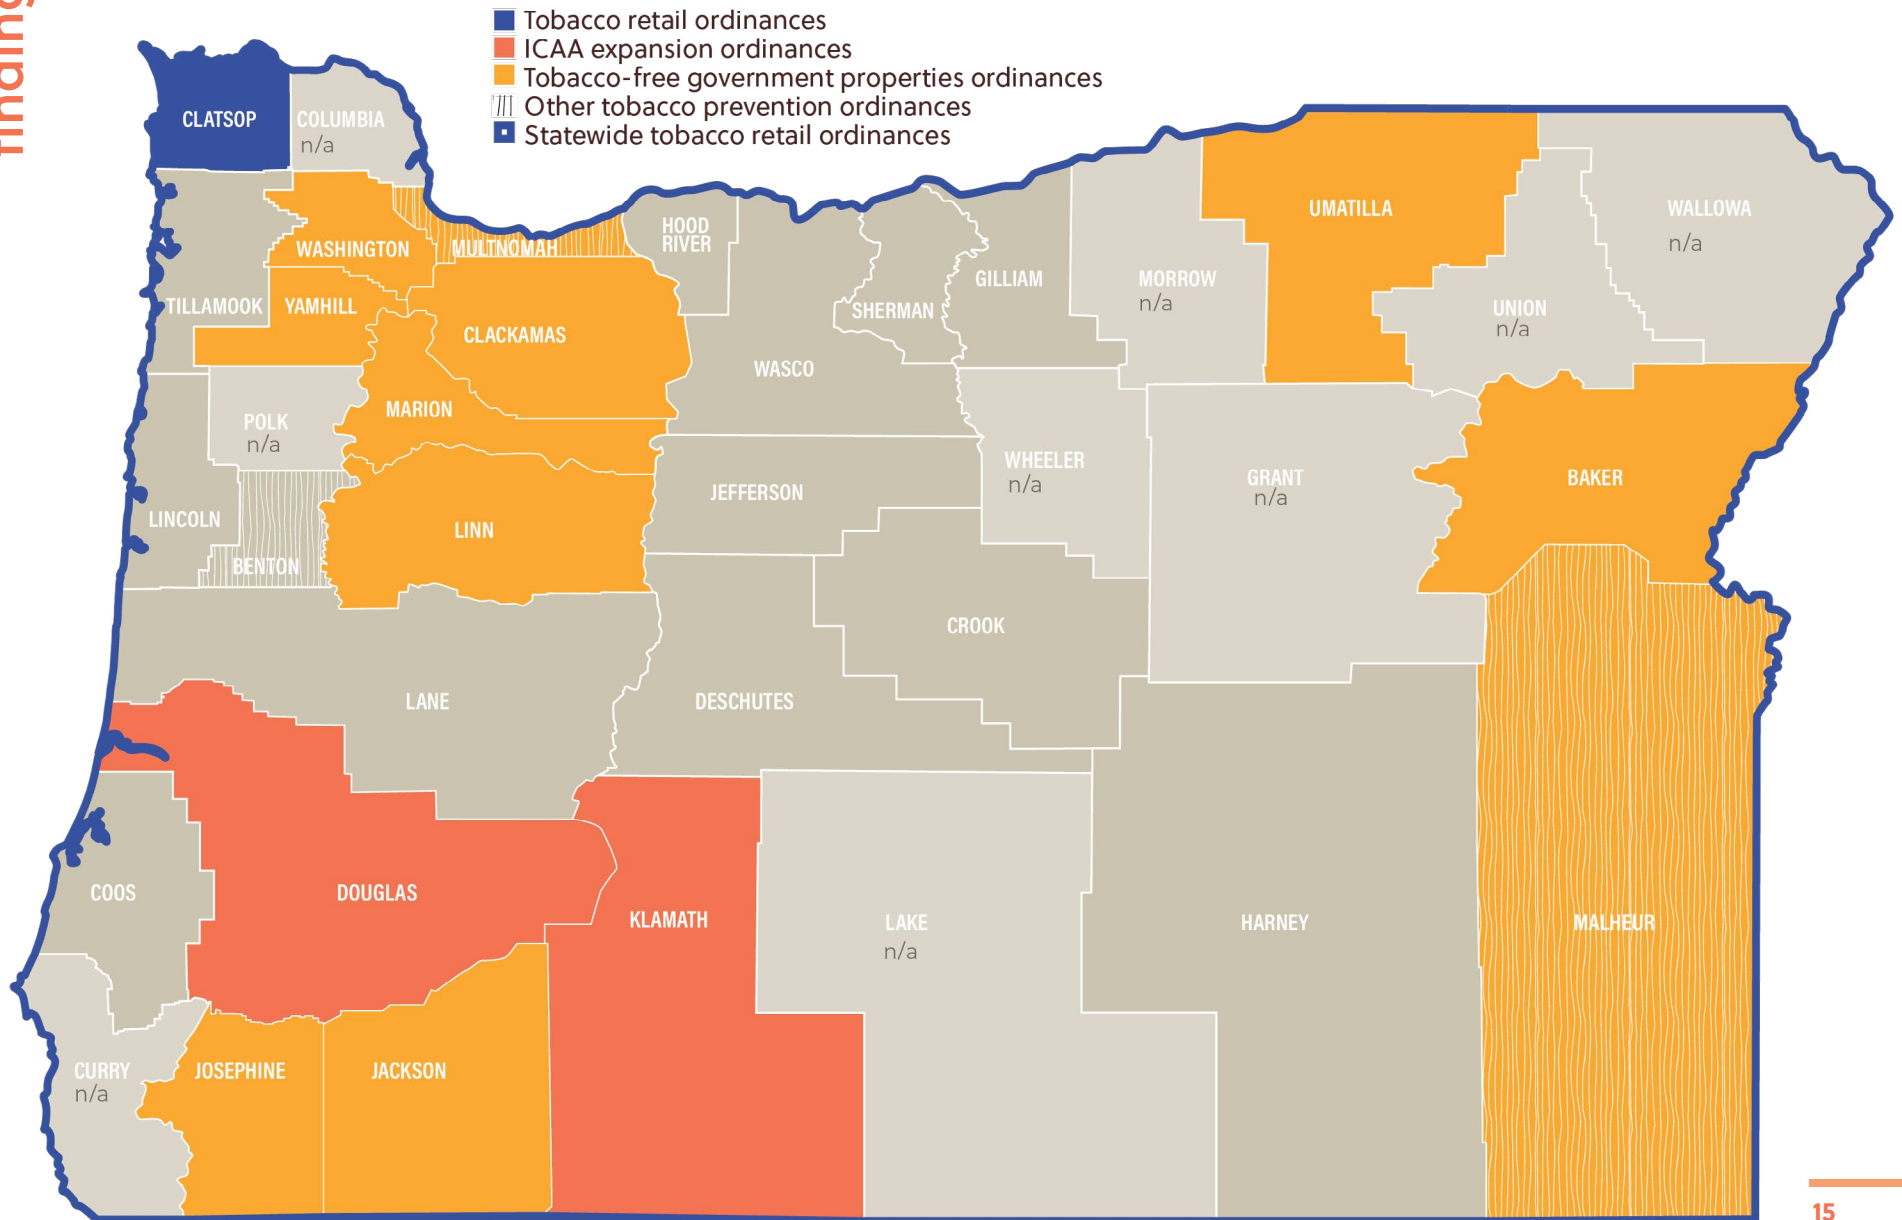 finding
Tobacco retail ordinances
ICAA expansion ordinances
Tobacco-free government properties ordinances
Other tobacco prevention ordinances
Statewide tobacco retail ordinances
CLATSOP
COLUMBIA
n/a
WASHINGTON
MULTNOMAH
HOOD
RIVER
UMATILLA
WALLOWA
n/a
TILLAMOOK
YAMHILL
CLACKAMAS
SHERMAN
GILLIAM
MORROW
n/a
UNION
n/a
WASCO
POLK
n/a
MARION
WHEELER
n/a
GRANT
n/a
BAKER
JEFFERSON
LINCOLN
LINN
BENTON
CROOK
LANE
DESCHUTES
COOS
DOUGLAS
KLAMATH
LAKE
n/a
HARNEY
MALHEUR
CURRY
n/a
JOSEPHINE
JACKSON
15